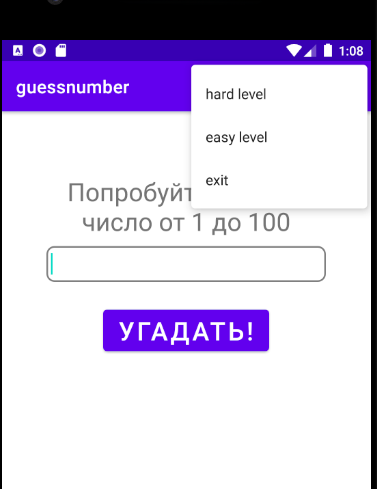 1:08
guessnumber
hard level
easy level
exit
Попробуйт
число от 1 до 100
УГАДАТЬ!